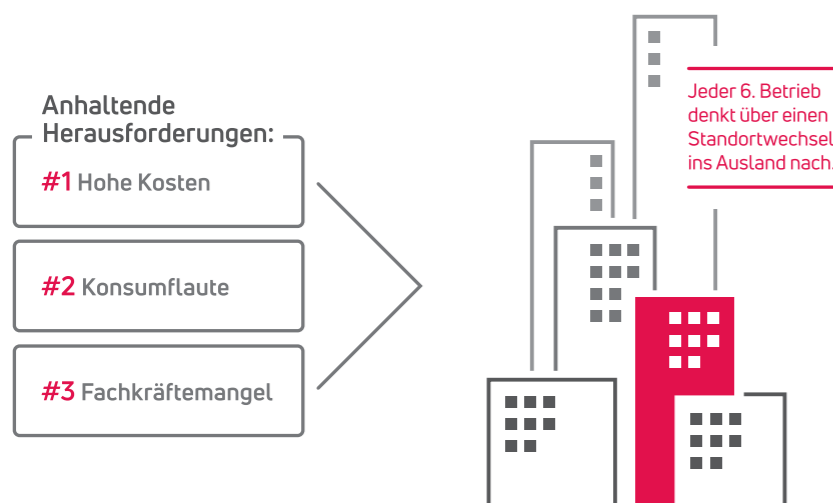 Anhaltende
Herausforderungen:
#1 Hohe Kosten
#2 Konsumflaute
#3 Fachkräftemangel
Jeder 6. Betrieb
denkt über einen
Standortwechsel
ins Ausland nach.